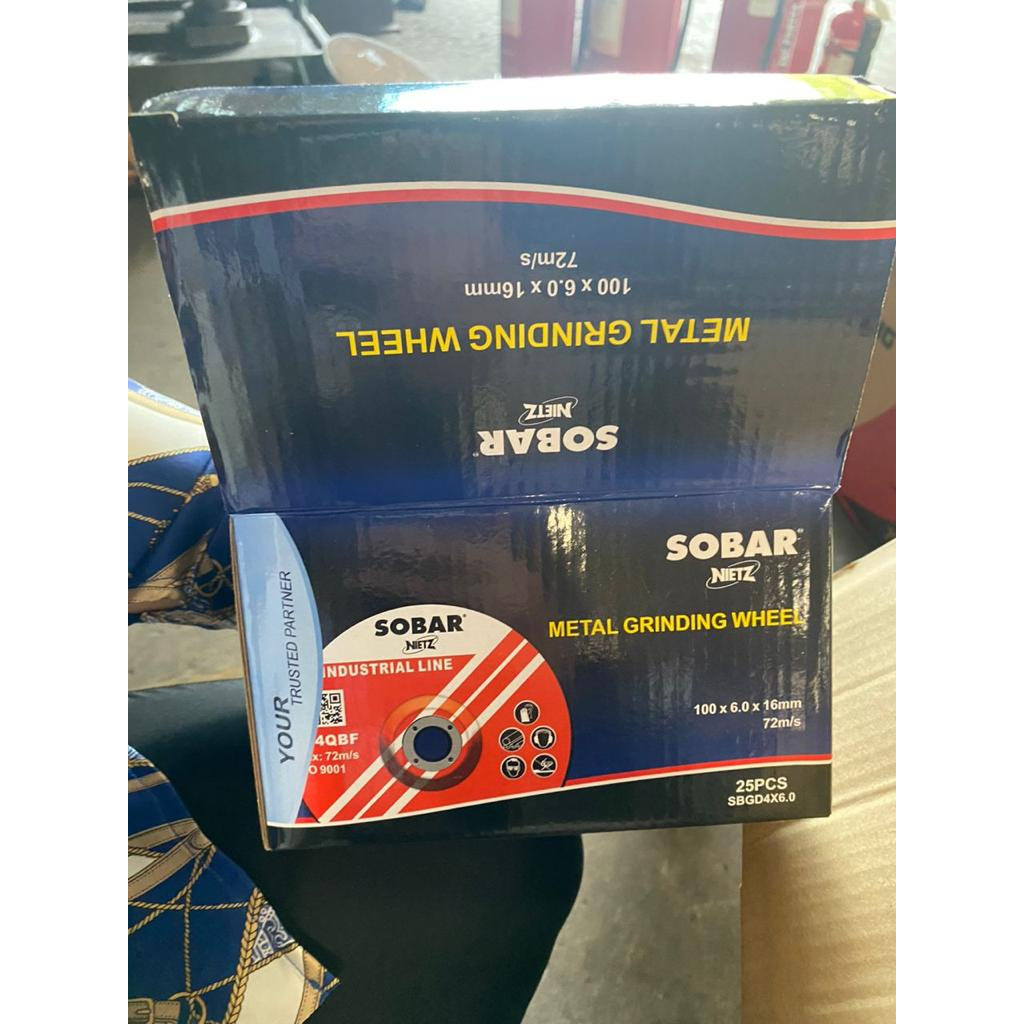 72m/s
100 x 6.0 x 16mm
METAL GRINDING WHEEL
NIETZ
SOBAR®
SOBAR®
NIETZ
METAL GRINDING WHEEL
100 x 6.0 x 16mm
72m/s
25PCS
SBGD4X6.0
YOUR
TRUSTED PARTNER
SOBAR®
NIETZ
INDUSTRIAL LINE
4QBF
x: 72m/s
O 9001